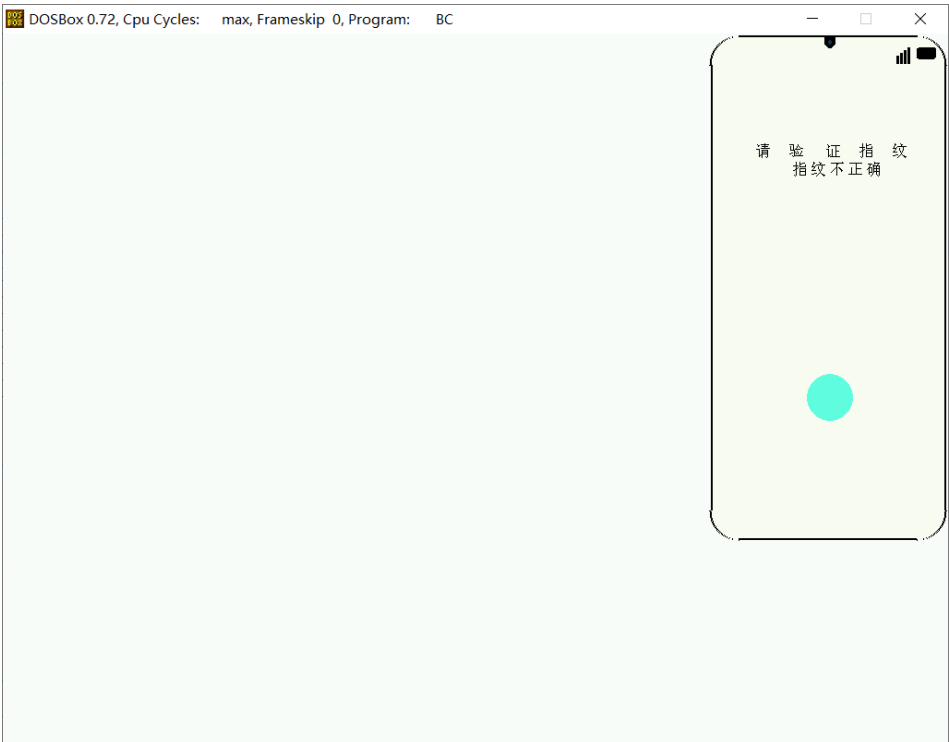 DOSBox 0.72, Cpu Cycles: max, Frameskip 0, Program: BC
请 验 证 指 纹
指纹不正确